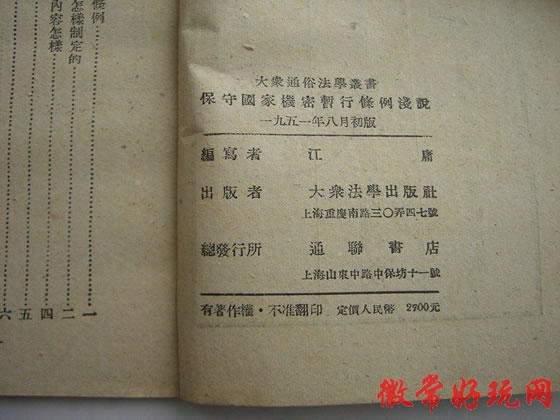 大衆通俗法學叢書
保守國家機密暫行條例淺說
一九五一年八月初版
編寫者 江庸
出版者 大衆法學出版社
上海重慶南路三〇弄四七號
總發行所 通聯書店
上海山東中路中保坊十一號
有著作權・不准翻印 定價人民幣 2700元
條例
怎樣制定的
內容怎樣
六五四二一
徽常好玩网